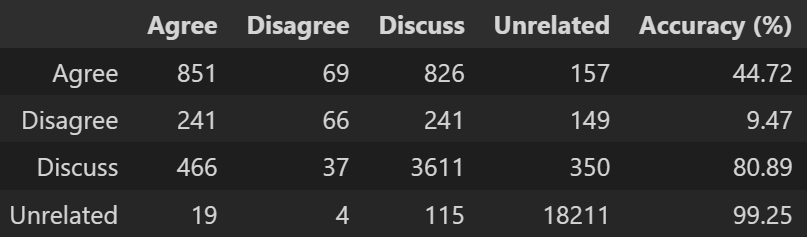 Agree Disagree Discuss Unrelated Accuracy (%)
Agree 851 69 826 157 44.72
Disagree 241 66 241 149 9.47
Discuss 466 37 3611 350 80.89
Unrelated 19 4 115 18211 99.25